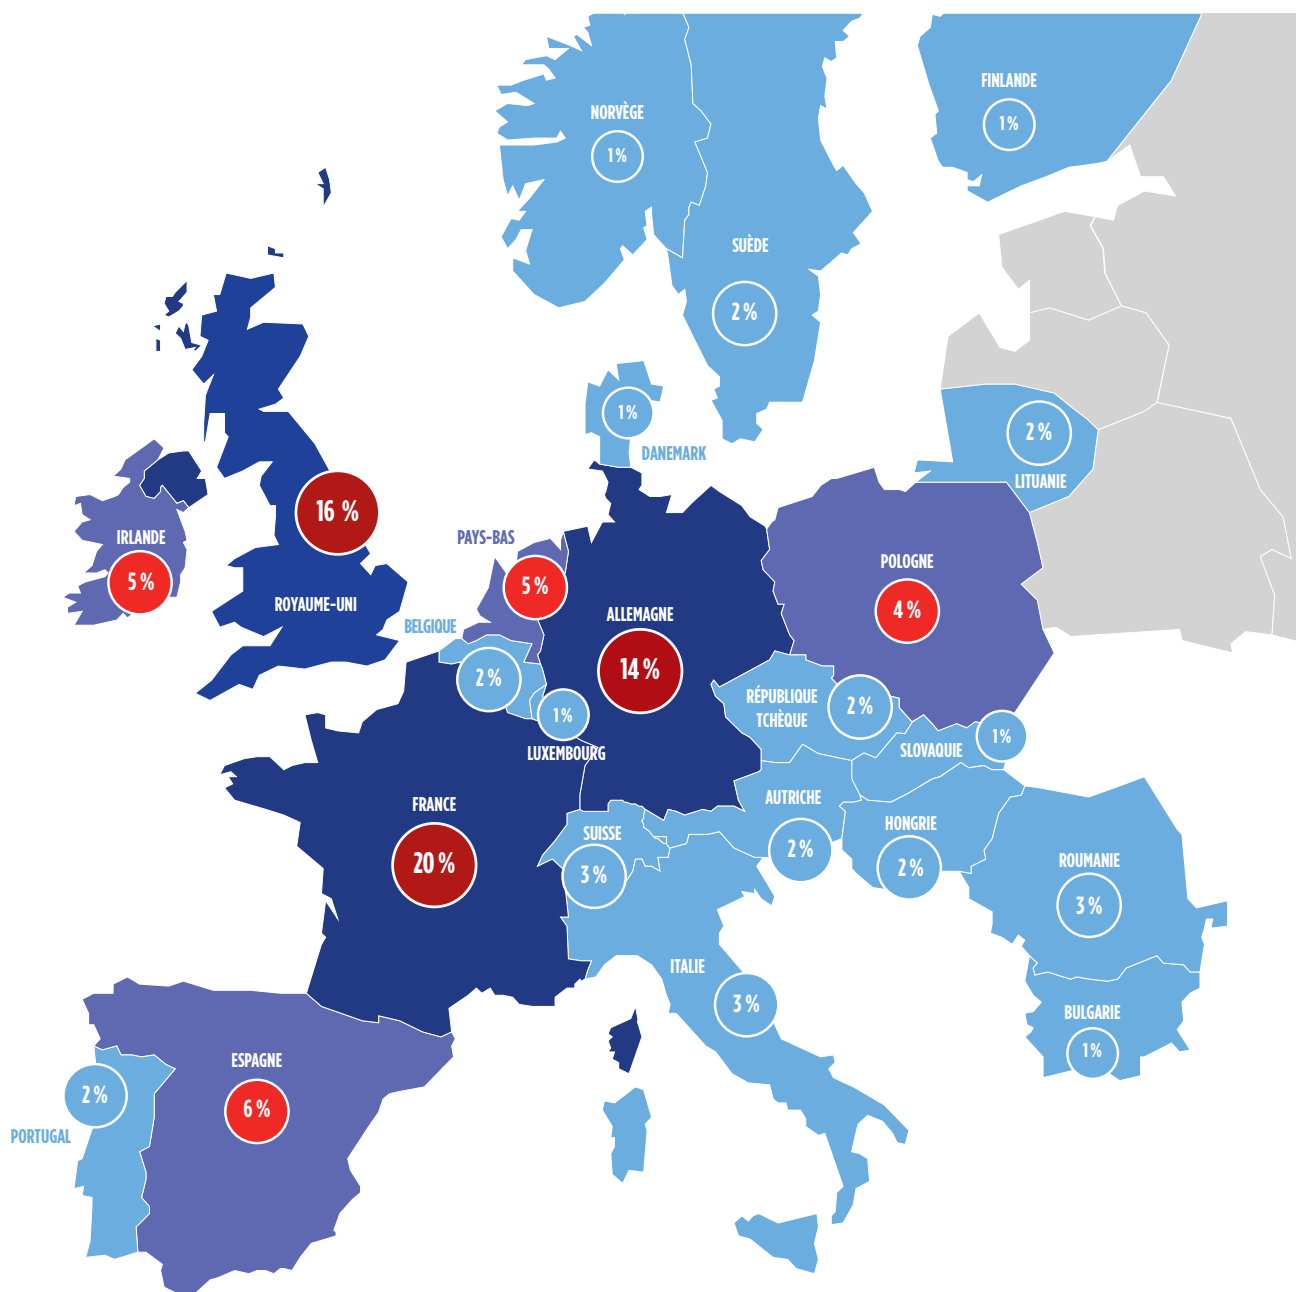 FINLANDE
1%
NORVÈGE
1%
SUÈDE
2%
DANEMARK
1%
2%
LITUANIE
16 %
ROYAUME-UNI
IRLANDE
5%
PAYS-BAS
5%
POLOGNE
4%
ALLEMAGNE
14%
BELGIQUE
2%
1%
LUXEMBOURG
RÉPUBLIQUE
TCHÈQUE
2%
SLOVAQUIE
1%
FRANCE
20%
SUISSE
3%
AUTRICHE
2%
HONGRIE
2%
ROUMANIE
3%
ITALIE
3%
BULGARIE
1%
ESPAGNE
6%
2%
PORTUGAL